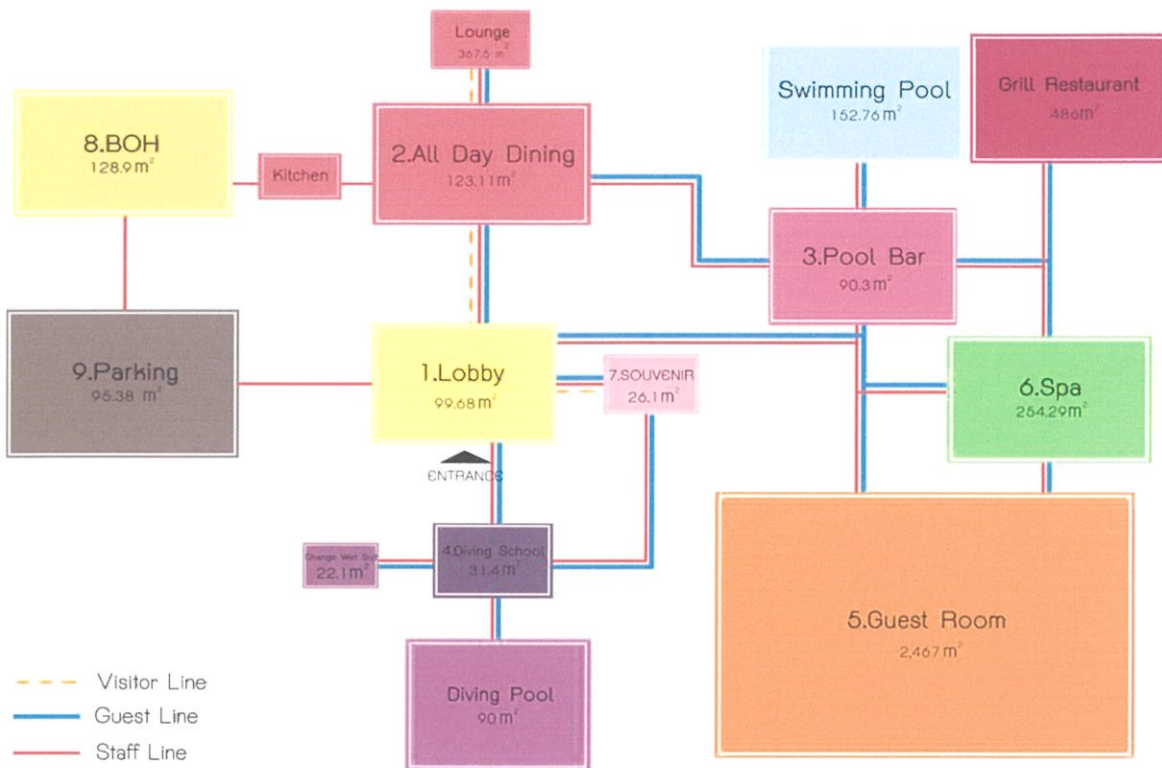 Lounge
367.5 m²
8.BOH
128.9 m²
Kitchen
2.All Day Dining
123.11 m²
Swimming Pool
152.76 m²
Grill Restaurant
486m²
3.Pool Bar
90.3 m²
9.Parking
95.38 m²
1.Lobby
99.68 m²
7.SOUVENIR
26.1 m²
6.Spa
254.29 m²
ENTRANCE
Change Wet Suit
22.1 m²
4.Diving School
31.4 m²
5.Guest Room
2,467 m²
Diving Pool
90 m²
Visitor Line
Guest Line
Staff Line